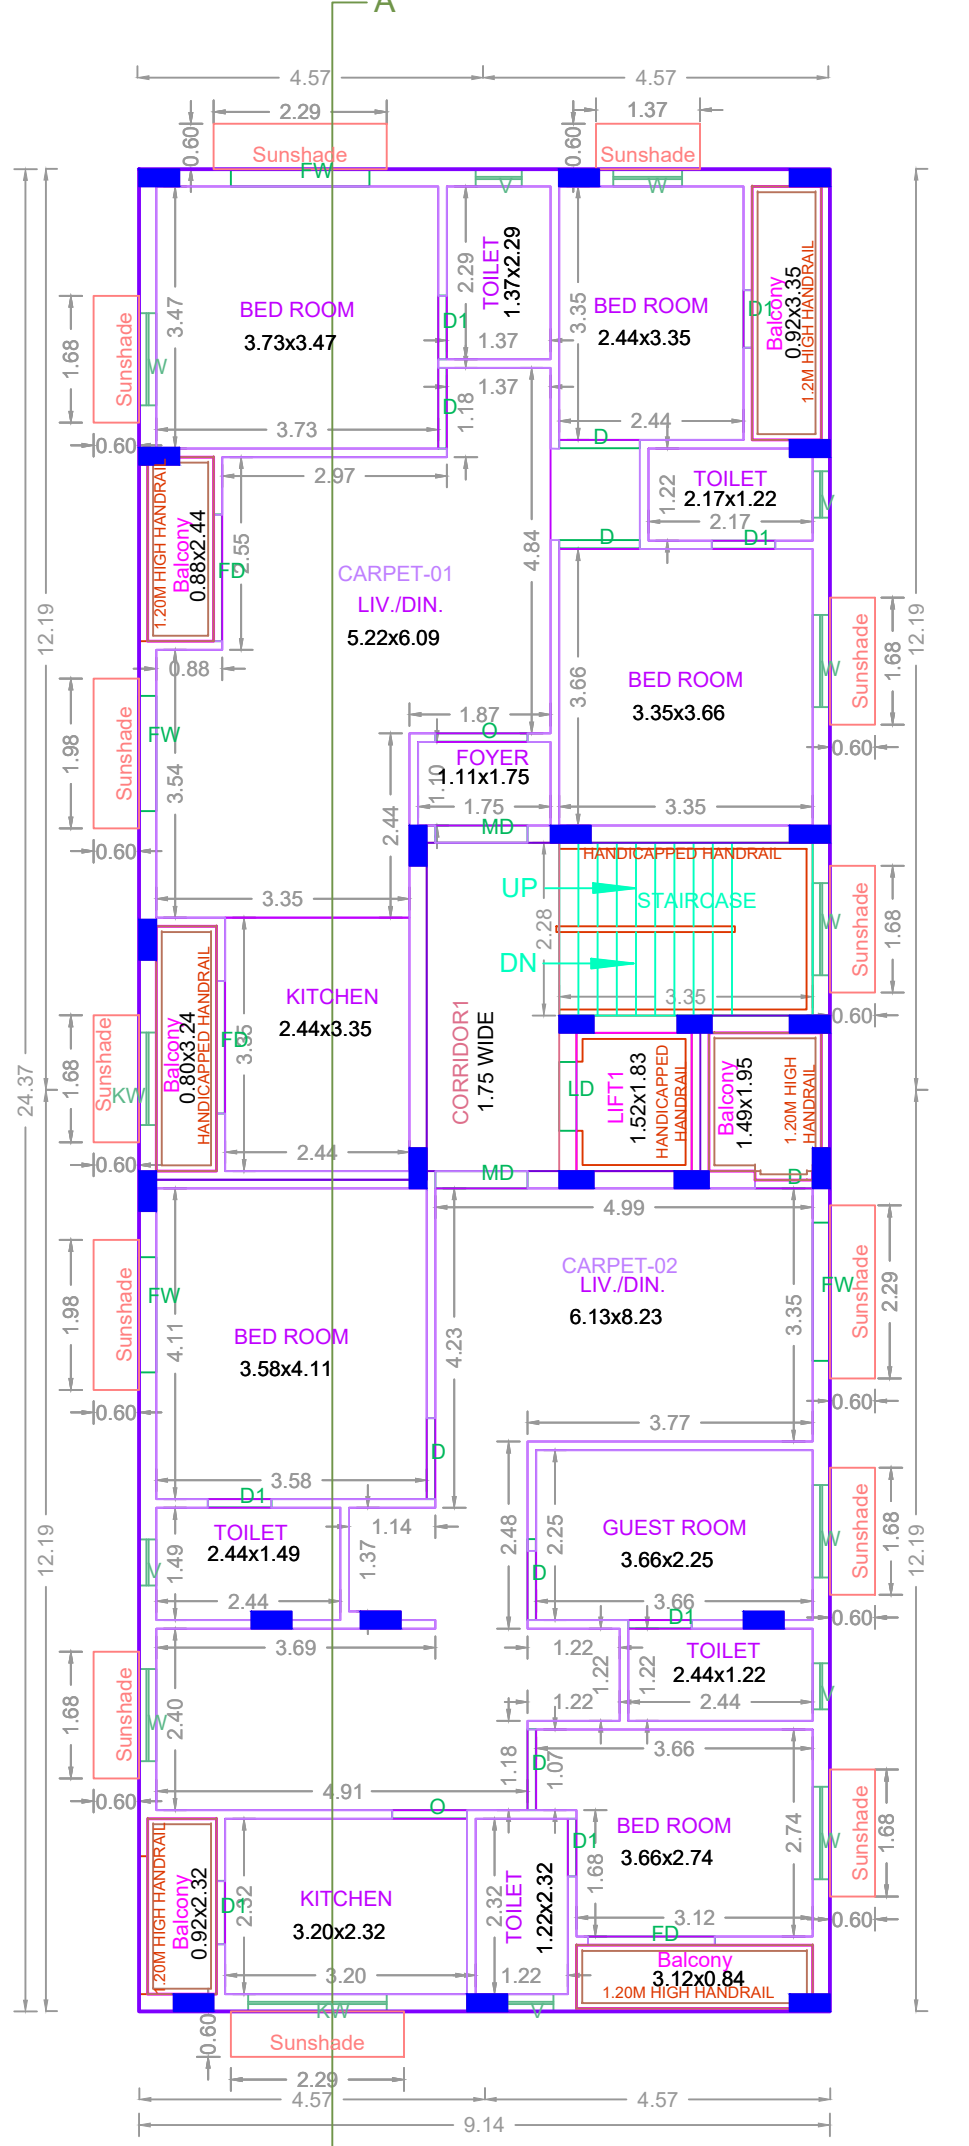 A
4.57
4.57
2.29
1.37
0.60
0.60
Sunshade
Sunshade
FW
V
W
3.47
2.29
TOILET
1.37x2.29
3.35
BED ROOM
3.73x3.47
BED ROOM
2.44x3.35
D1
Balcony
0.92x3.35
1.2M HIGH HANDRAIL
1.68
Sunshade
W
D1
1.37
1.37
D
1.18
3.73
2.44
D
0.60
2.97
TOILET
2.17x1.22
1.22
2.17
V
1.20M HIGH HANDRAIL
Balcony
0.88x2.44
FD
2.55
4.84
D
D1
CARPET-01
LIV./DIN.
5.22x6.09
12.19
12.19
0.88
3.66
BED ROOM
3.35x3.66
W
Sunshade
1.68
1.98
Sunshade
FW
3.54
1.87
O
FOYER
1.11x1.75
1.10
1.75
3.35
0.60
2.44
MD
0.60
HANDICAPPED HANDRAIL
UP
STAIRCASE
2.28
DN
3.35
W
Sunshade
1.68
0.60
3.35
KITCHEN
2.44x3.35
3.35
FD
Balcony
0.80x3.24
HANDICAPPED HANDRAIL
Sunshade
1.68
KW
24.37
CORRIDOR1
1.75 WIDE
LD
LIFT1
1.52x1.83
HANDICAPPED
HANDRAIL
Balcony
1.49x1.95
1.20M HIGH
HANDRAIL
2.44
0.60
MD
D
4.99
CARPET-02
LIV./DIN.
6.13x8.23
3.35
FW
Sunshade
2.29
1.98
Sunshade
FW
4.11
BED ROOM
3.58x4.11
4.23
0.60
0.60
3.77
D
3.58
D1
TOILET
2.44x1.49
1.49
V
2.44
1.14
1.37
2.48
2.25
GUEST ROOM
3.66x2.25
D
3.66
W
Sunshade
1.68
12.19
12.19
0.60
D1
3.69
1.22
1.22
1.22
1.22
TOILET
2.44x1.22
2.44
V
1.68
Sunshade
W
2.40
1.18
D
1.07
3.66
4.91
0.60
O
BED ROOM
3.66x2.74
2.74
W
Sunshade
1.68
D1
1.68
1.20M HIGH HANDRAIL
Balcony
0.92x2.32
D1
2.32
KITCHEN
3.20x2.32
2.32
TOILET
1.22x2.32
3.12
0.60
FD
Balcony
3.12x0.84
1.20M HIGH HANDRAIL
3.20
1.22
KW
V
0.60
Sunshade
2.29
4.57
4.57
9.14